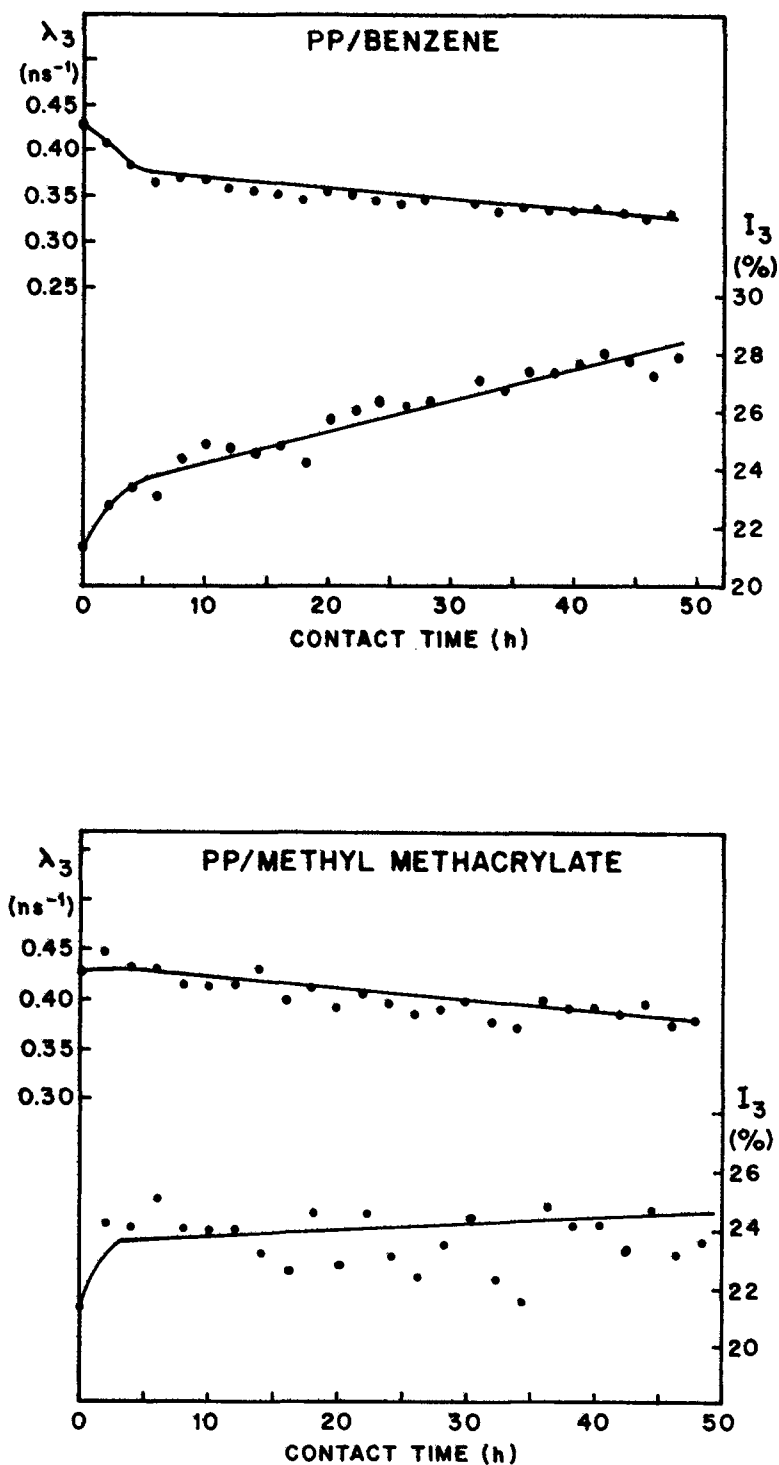 PP/BENZENE
λ₃
(ns⁻¹)
0.45
0.40
0.35
0.30
0.25
I₃
(%)
30
28
26
24
22
20
0 10 20 30 40 50
CONTACT TIME (h)
PP/METHYL METHACRYLATE
λ₃
(ns⁻¹)
0.45
0.40
0.35
0.30
I₃
(%)
26
24
22
20
0 10 20 30 40 50
CONTACT TIME (h)